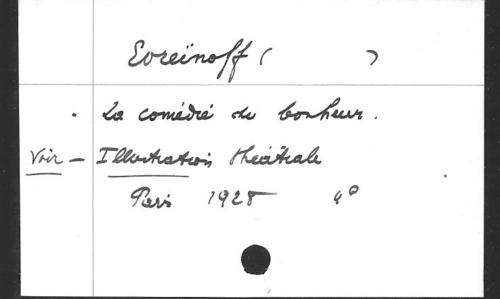 Evreïnoff (        )
. La comédie du bonheur.
Voir – Illustration théâtrale
Paris 1928 4°